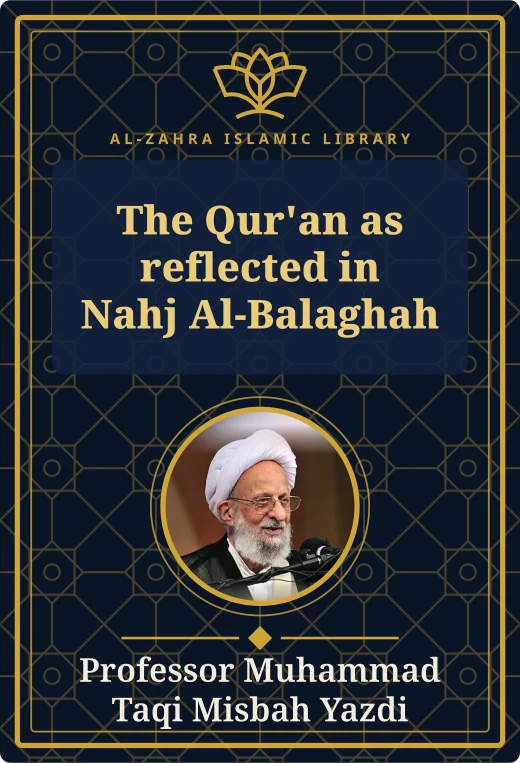 AL-ZAHRA ISLAMIC LIBRARY
The Qur'an as
reflected in
Nahj Al-Balaghah
Professor Muhammad
Taqi Misbah Yazdi